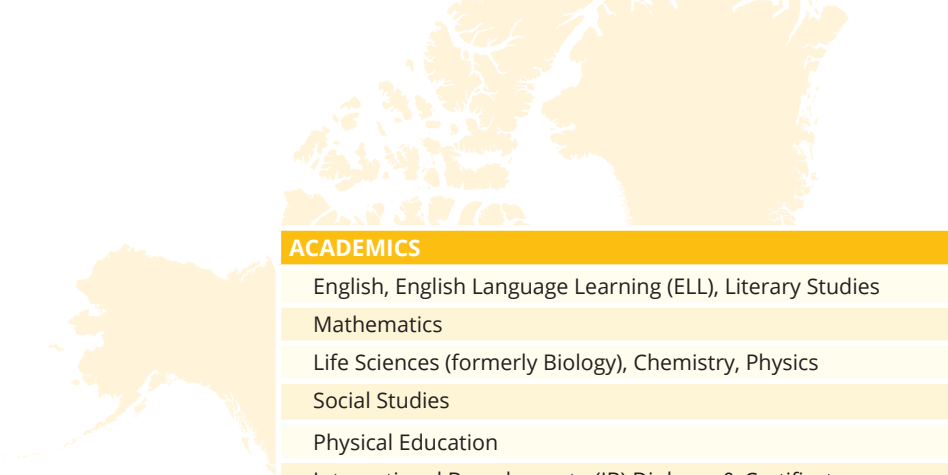 ACADEMICS
English, English Language Learning (ELL), Literary Studies
Mathematics
Life Sciences (formerly Biology), Chemistry, Physics
Social Studies
Physical Education